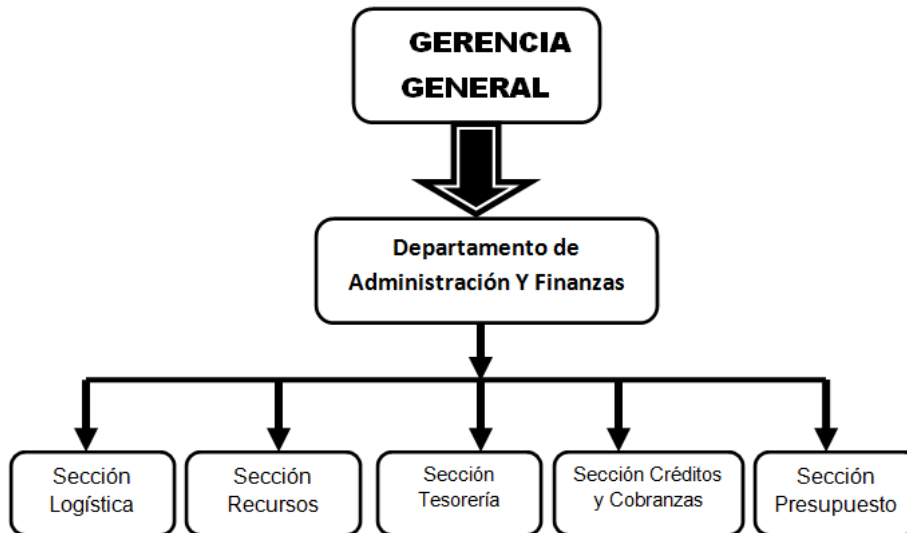 GERENCIA
GENERAL
Departamento de
Administración Y Finanzas
Sección
Logística
Sección
Recursos
Sección
Tesorería
Sección Créditos
y Cobranzas
Sección
Presupuesto